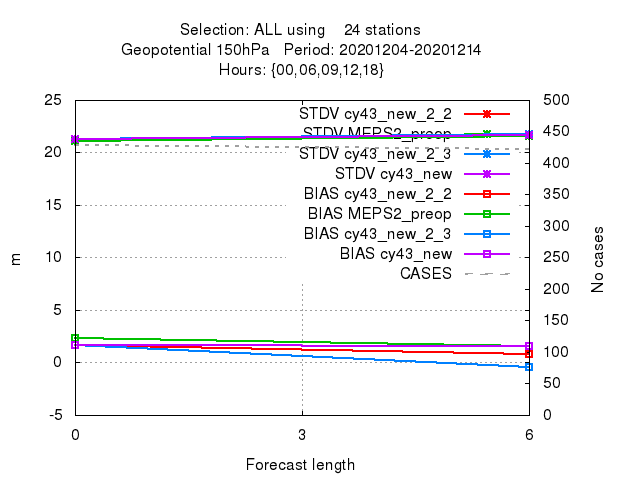 Selection: ALL using 24 stations
Geopotential 150hPa Period: 20201204-20201214
Hours: {00,06,09,12,18}
25
20
15
10
5
0
-5
m
STDV cy43_new_2_2
STDV MEPS2_preop
STDV cy43_new_2_3
STDV cy43_new
BIAS cy43_new_2_2
BIAS MEPS2_preop
BIAS cy43_new_2_3
BIAS cy43_new
CASES
500
450
400
350
300
250
200
150
100
50
0
No cases
0 3 6
Forecast length